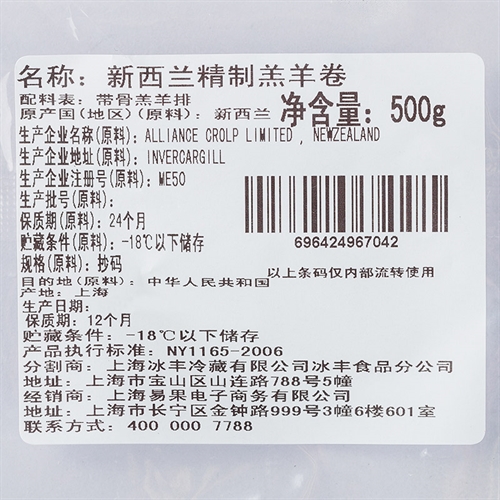 名称：新西兰精制羔羊卷
配料表：带骨羔羊排
原产国(地区)(原料)：新西兰 净含量：500g
生产企业名称(原料)：ALLIANCE CROLP LIMITED , NEWZEALAND
生产企业地址(原料)：INVERCARGILL
生产企业注册号(原料)：ME50
生产批号(原料)：
保质期(原料)：24个月
贮藏条件(原料)：-18℃以下储存
696424967042
规格(原料)：抄码
以上条码仅内部流转使用
目的地(原料)：中华人民共和国
产地：上海
生产日期：
保质期：12个月
贮藏条件：-18℃以下储存
产品执行标准：NY1165-2006
分割商：上海冰丰冷藏有限公司冰丰食品分公司
地址：上海市宝山区山连路788号5幢
经销商：上海易果电子商务有限公司
地址：上海市长宁区金钟路999号3幢6楼601室
联系方式：400 000 7788